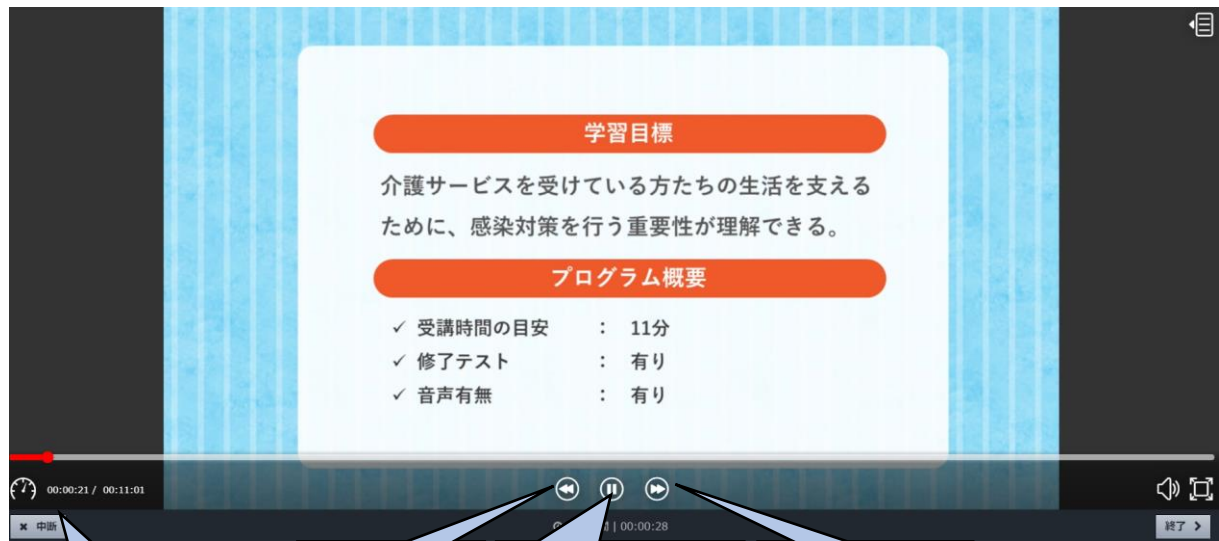 学習目標
介護サービスを受けている方たちの生活を支える
ために、感染対策を行う重要性が理解できる。
プログラム概要
✓ 受講時間の目安 : 11分
✓ 修了テスト : 有り
✓ 音声有無 : 有り
00:00:21 / 00:11:01
× 中断
| 00:00:28
終了 >